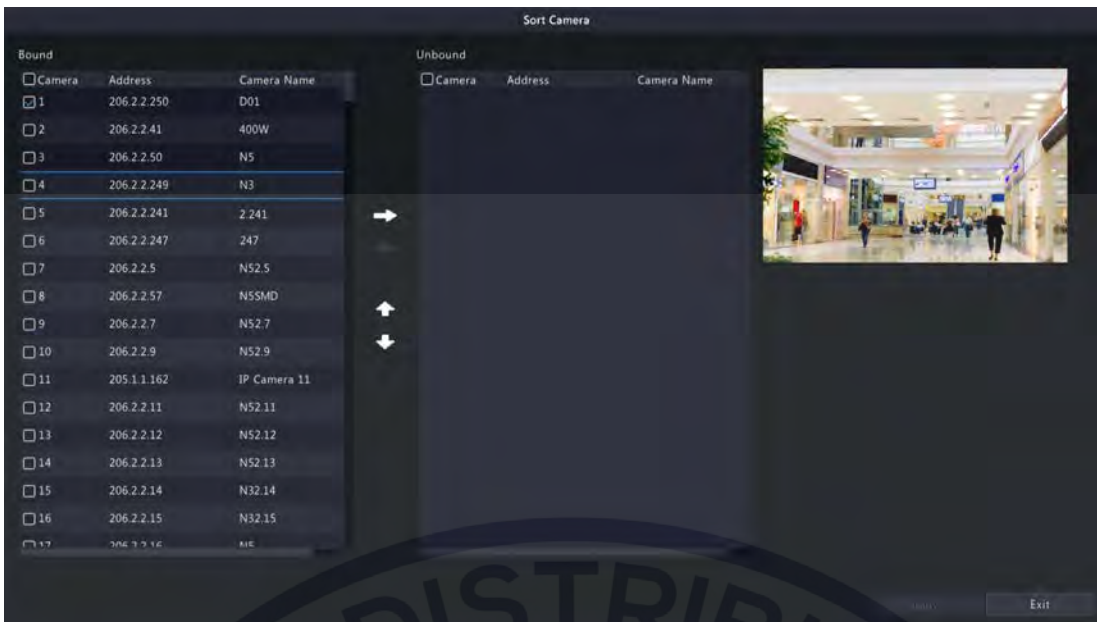 Sort Camera
Bound
Unbound
Camera Address Camera Name
Camera Address Camera Name
1 206.2.2.250 D01
2 206.2.2.41 400W
3 206.2.2.50 N5
4 206.2.2.249 N3
5 206.2.2.241 2.241
6 206.2.2.247 247
7 206.2.2.5 N52.5
8 206.2.2.57 N5SMD
9 206.2.2.7 N52.7
10 206.2.2.9 N52.9
11 205.1.1.162 IP Camera 11
12 206.2.2.11 N52.11
13 206.2.2.12 N52.12
14 206.2.2.13 N52.13
15 206.2.2.14 N32.14
16 206.2.2.15 N32.15
17 206.2.2.16 N5
Exit